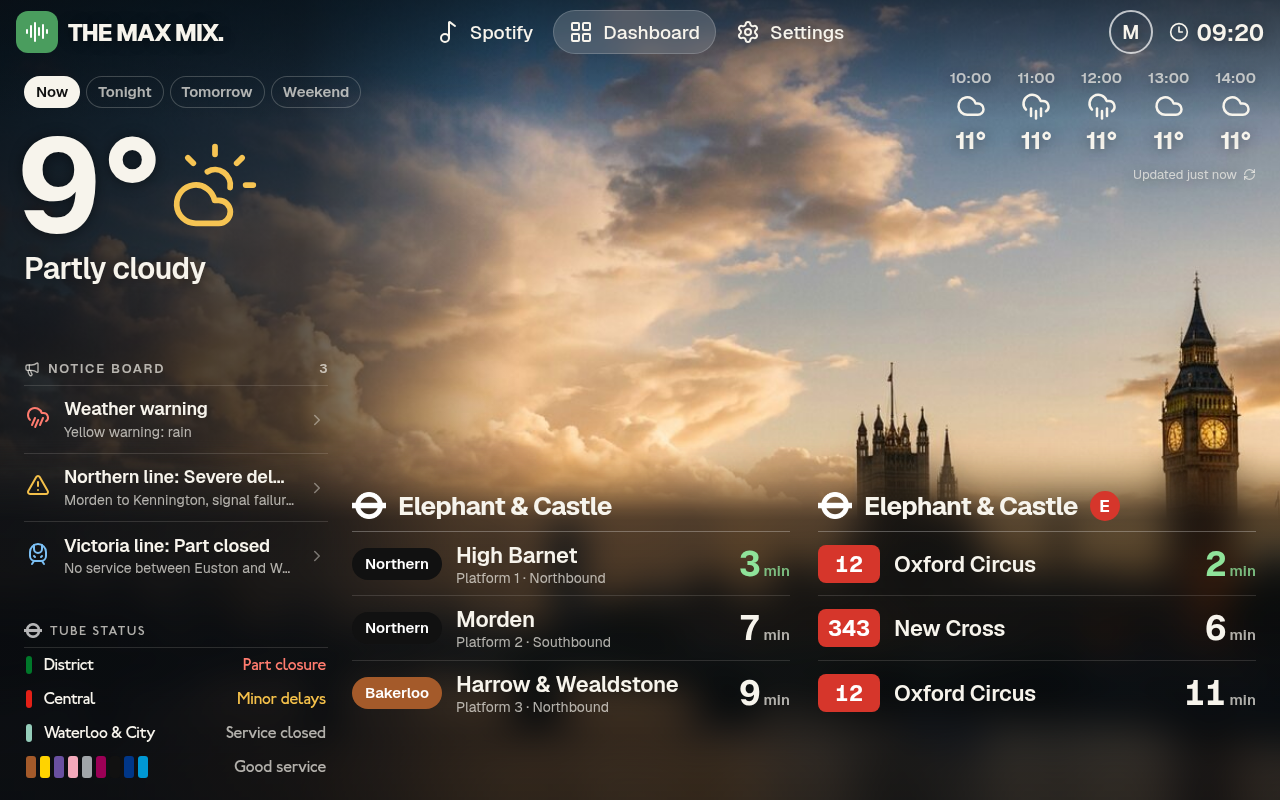 THE MAX MIX.
Spotify
Dashboard
Settings
M
09:20
Now
Tonight
Tomorrow
Weekend
10:00 11:00 12:00 13:00 14:00
11° 11° 11° 11° 11°
Updated just now
9°
Partly cloudy
NOTICE BOARD 3
Weather warning
Yellow warning: rain
Northern line: Severe del...
Morden to Kennington, signal failur...
Victoria line: Part closed
No service between Euston and W...
TUBE STATUS
District Part closure
Central Minor delays
Waterloo & City Service closed
Good service
Elephant & Castle
Northern High Barnet 3 min
Platform 1 · Northbound
Northern Morden 7 min
Platform 2 · Southbound
Bakerloo Harrow & Wealdstone 9 min
Platform 3 · Northbound
Elephant & Castle E
12 Oxford Circus 2 min
343 New Cross 6 min
12 Oxford Circus 11 min